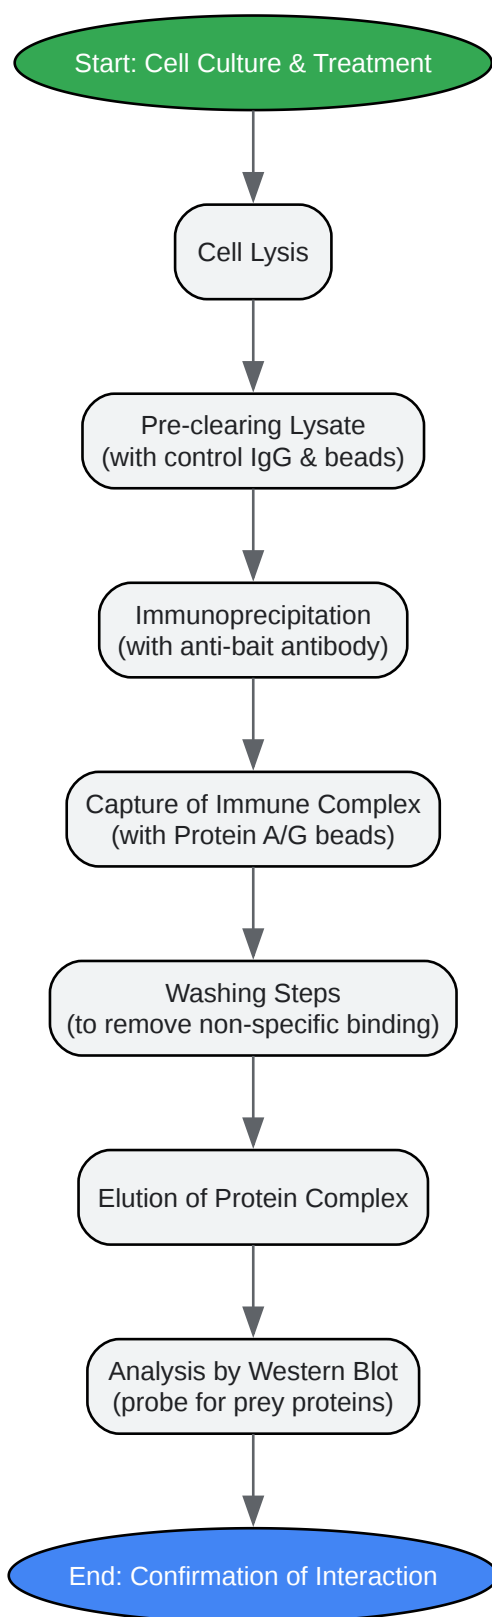 Start: Cell Culture & Treatment
Cell Lysis
Pre-clearing Lysate
(with control IgG & beads)
Immunoprecipitation
(with anti-bait antibody)
Capture of Immune Complex
(with Protein A/G beads)
Washing Steps
(to remove non-specific binding)
Elution of Protein Complex
Analysis by Western Blot
(probe for prey proteins)
End: Confirmation of Interaction